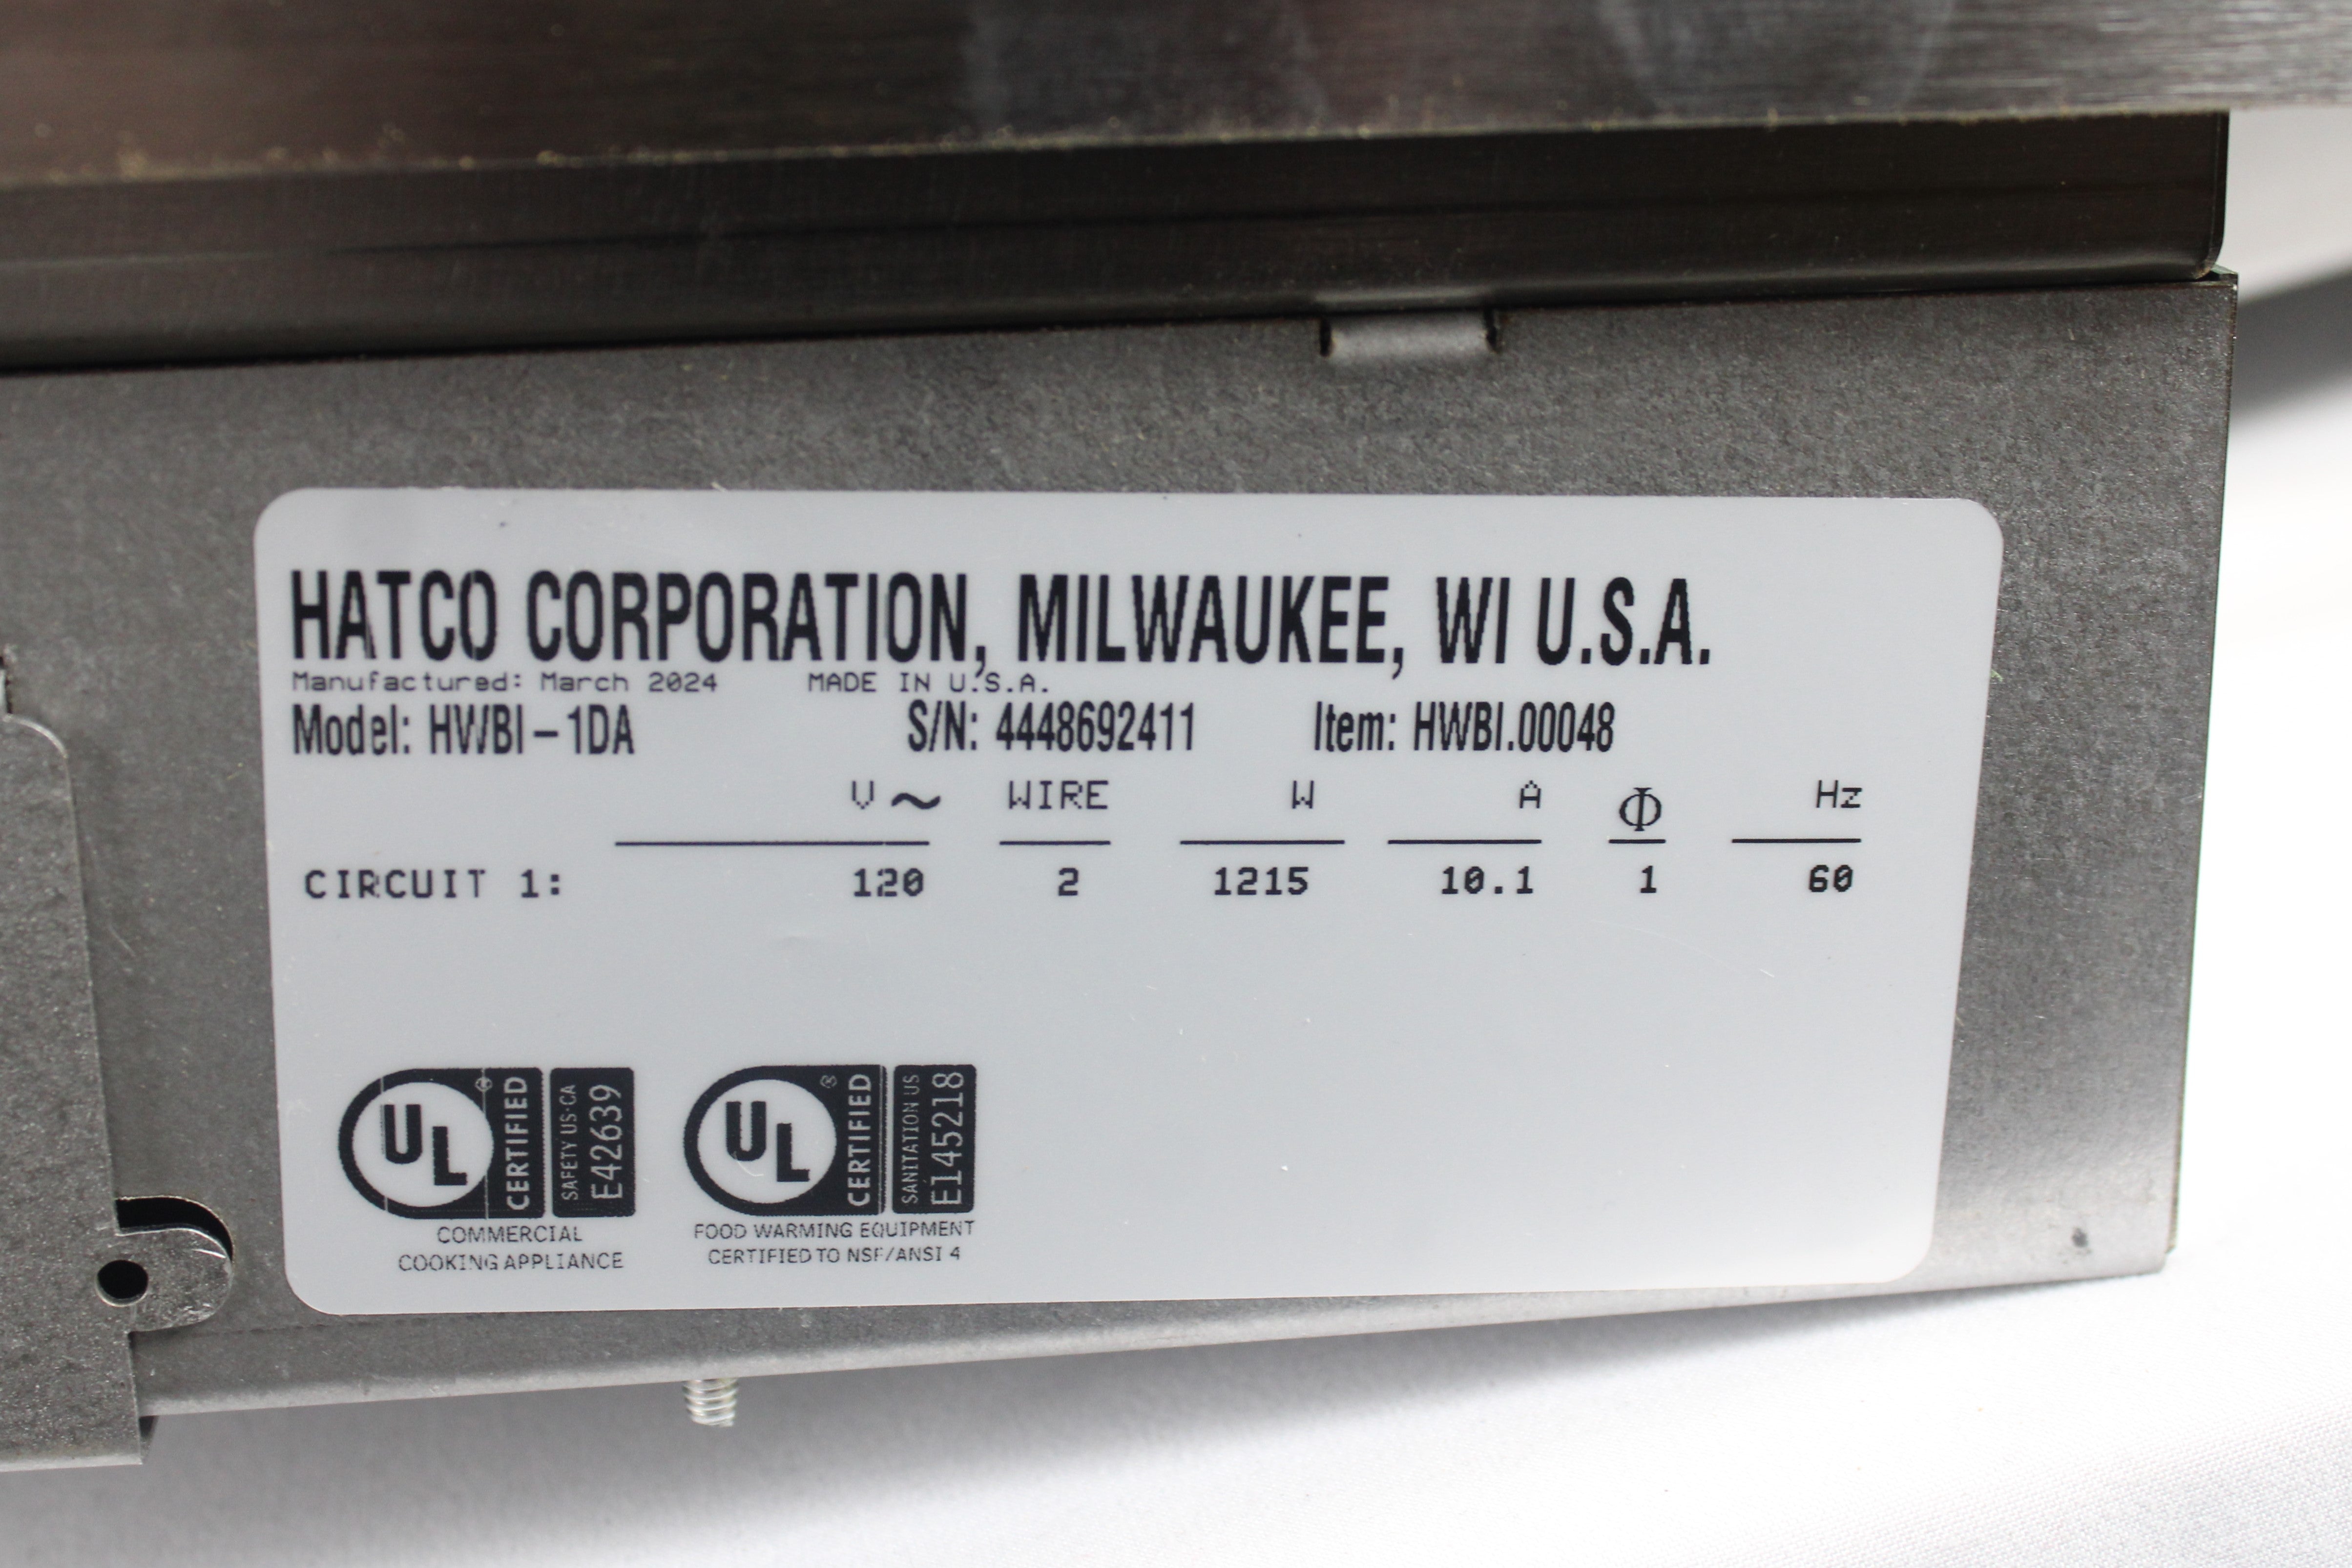 HATCO CORPORATION, MILWAUKEE, WI U.S.A.
Manufactured: March 2024 MADE IN U.S.A.
Model: HWBI-1DA S/N: 4448692411 Item: HWBI.00048
V~ WIRE W A Φ Hz
CIRCUIT 1: 120 2 1215 10.1 1 60
UL ® CERTIFIED SAFETY US-CA E42639
COMMERCIAL
COOKING APPLIANCE
UL ® CERTIFIED SANITATION US E145218
FOOD WARMING EQUIPMENT
CERTIFIED TO NSF/ANSI 4